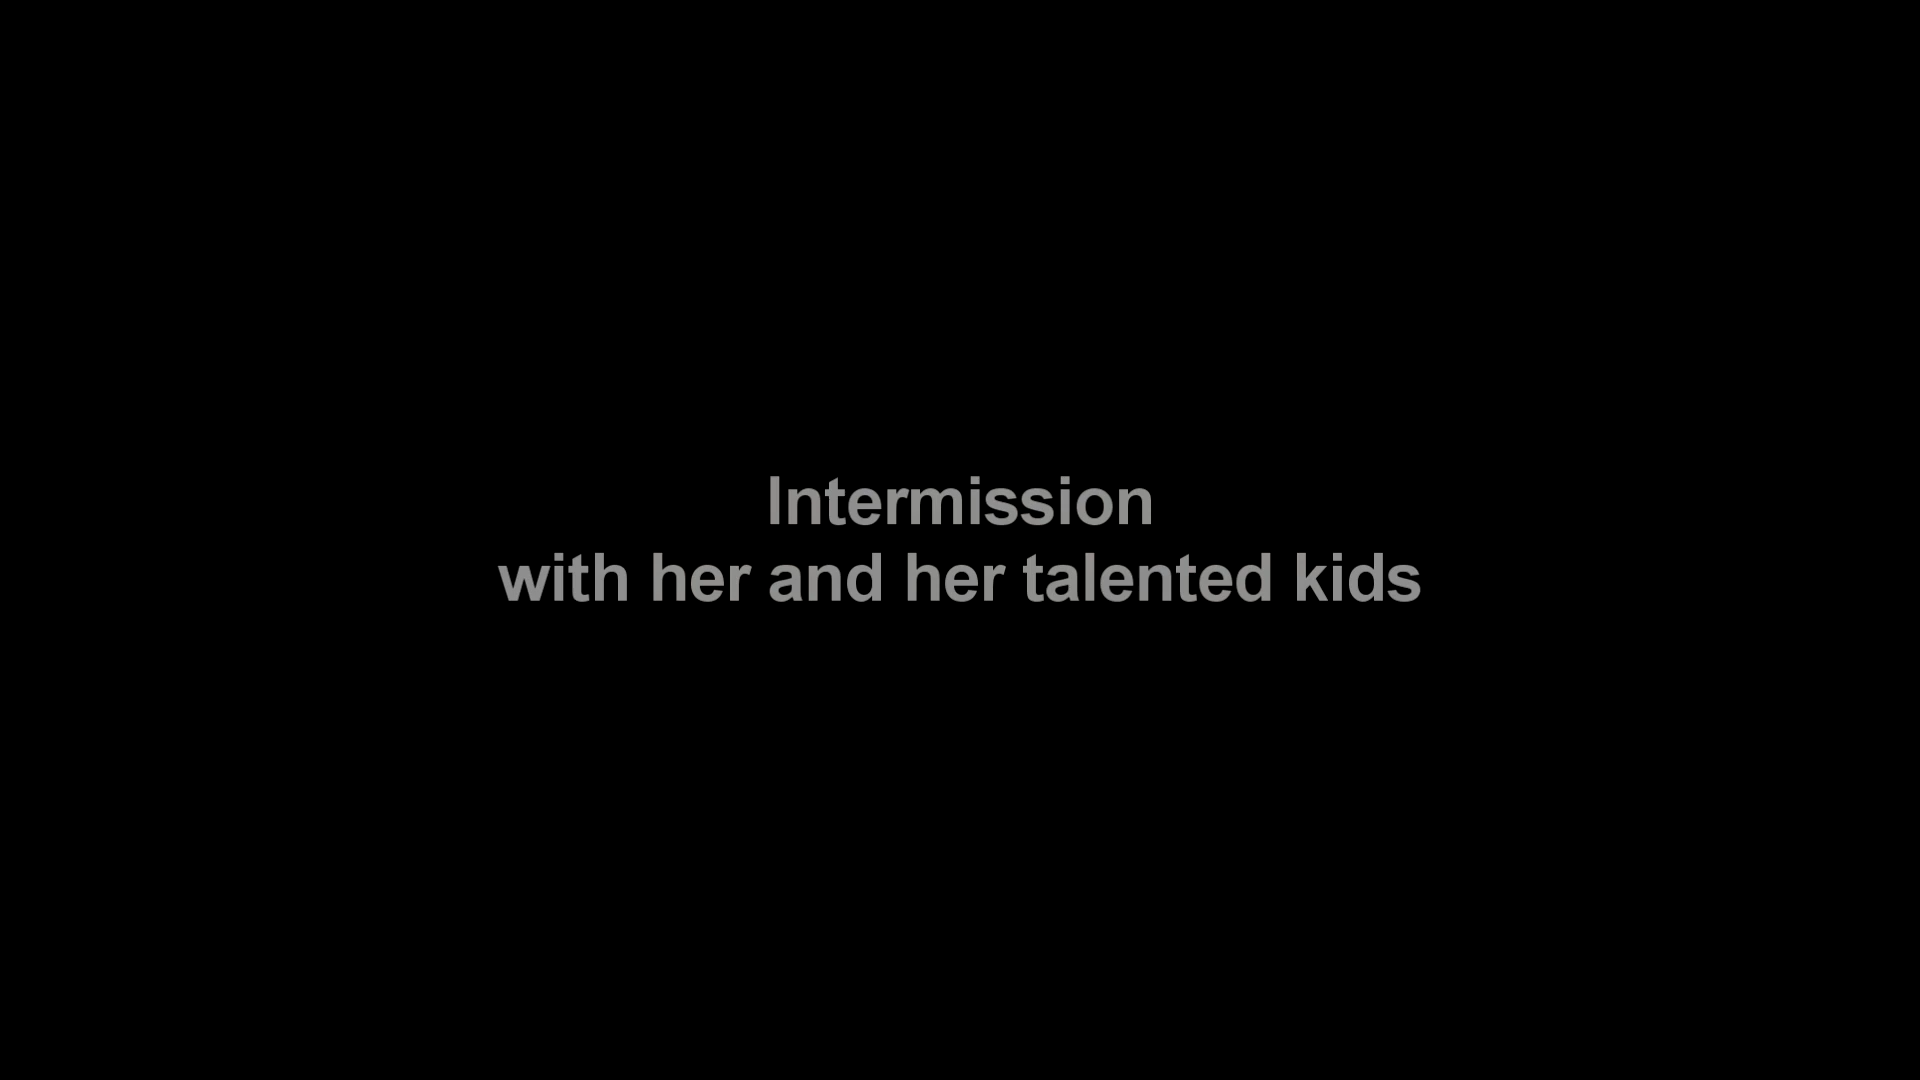 Intermission
with her and her talented kids